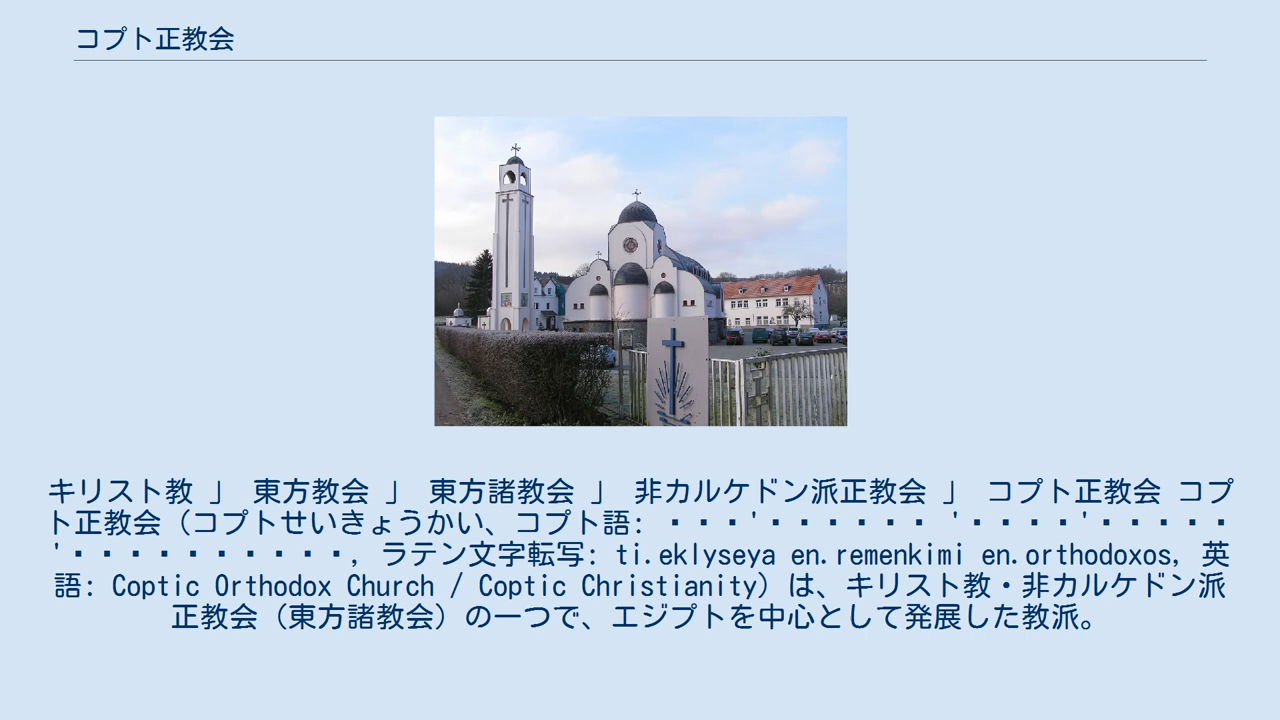 コプト正教会
キリスト教 」 東方教会 」 東方諸教会 」 非カルケドン派正教会 」 コプト正教会 コプ
ト正教会（コプトせいきょうかい、コプト語:
, ラテン文字転写: ti.eklyseya en.remenkimi en.orthodoxos, 英
語: Coptic Orthodox Church / Coptic Christianity）は、キリスト教・非カルケドン派
正教会（東方諸教会）の一つで、エジプトを中心として発展した教派。